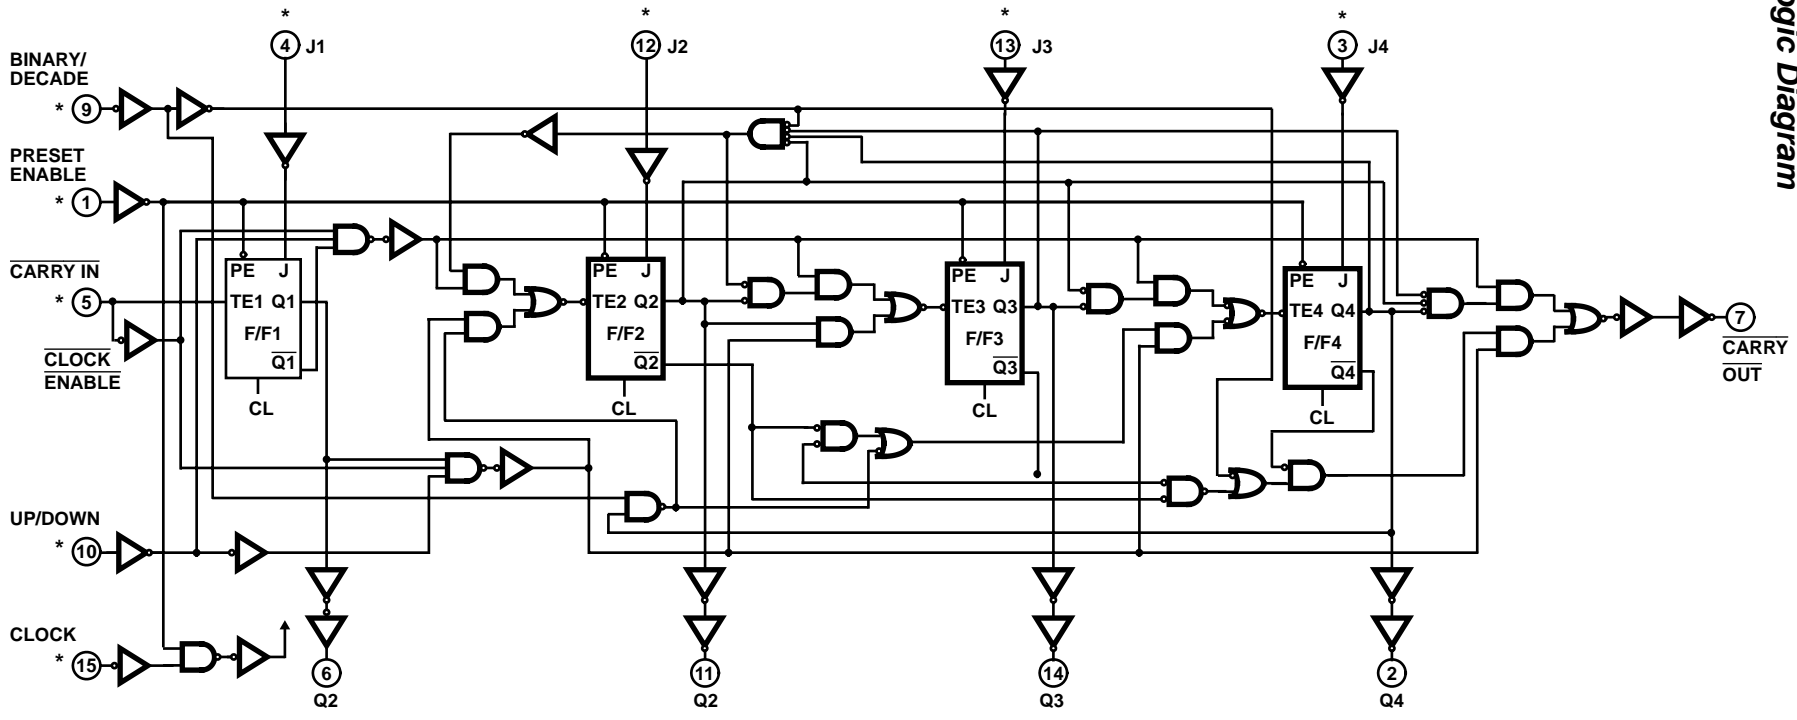 Logic Diagram
* * * *
4 J1 12 J2 13 J3 3 J4
BINARY/
DECADE
* 9
PRESET
ENABLE
* 1
CARRY IN
* 5
CLOCK
ENABLE
PE J
TE1 Q1
F/F1
Q1
CL
PE J
TE2 Q2
F/F2
Q2
CL
PE J
TE3 Q3
F/F3
Q3
CL
PE J
TE4 Q4
F/F4
Q4
CL
7
CARRY
OUT
UP/DOWN
* 10
CLOCK
* 15
6 11 14 2
Q2 Q2 Q3 Q4